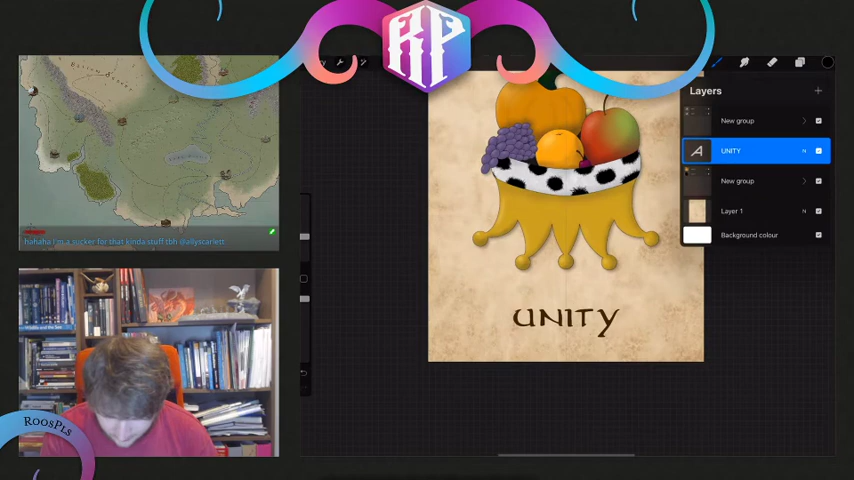 RP
Layers
New group
UNITY
N
New group
Layer 1
N
Background colour
hahaha I'm a sucker for that kinda stuff tbh @allyscarlett
UNITY
RoosPls